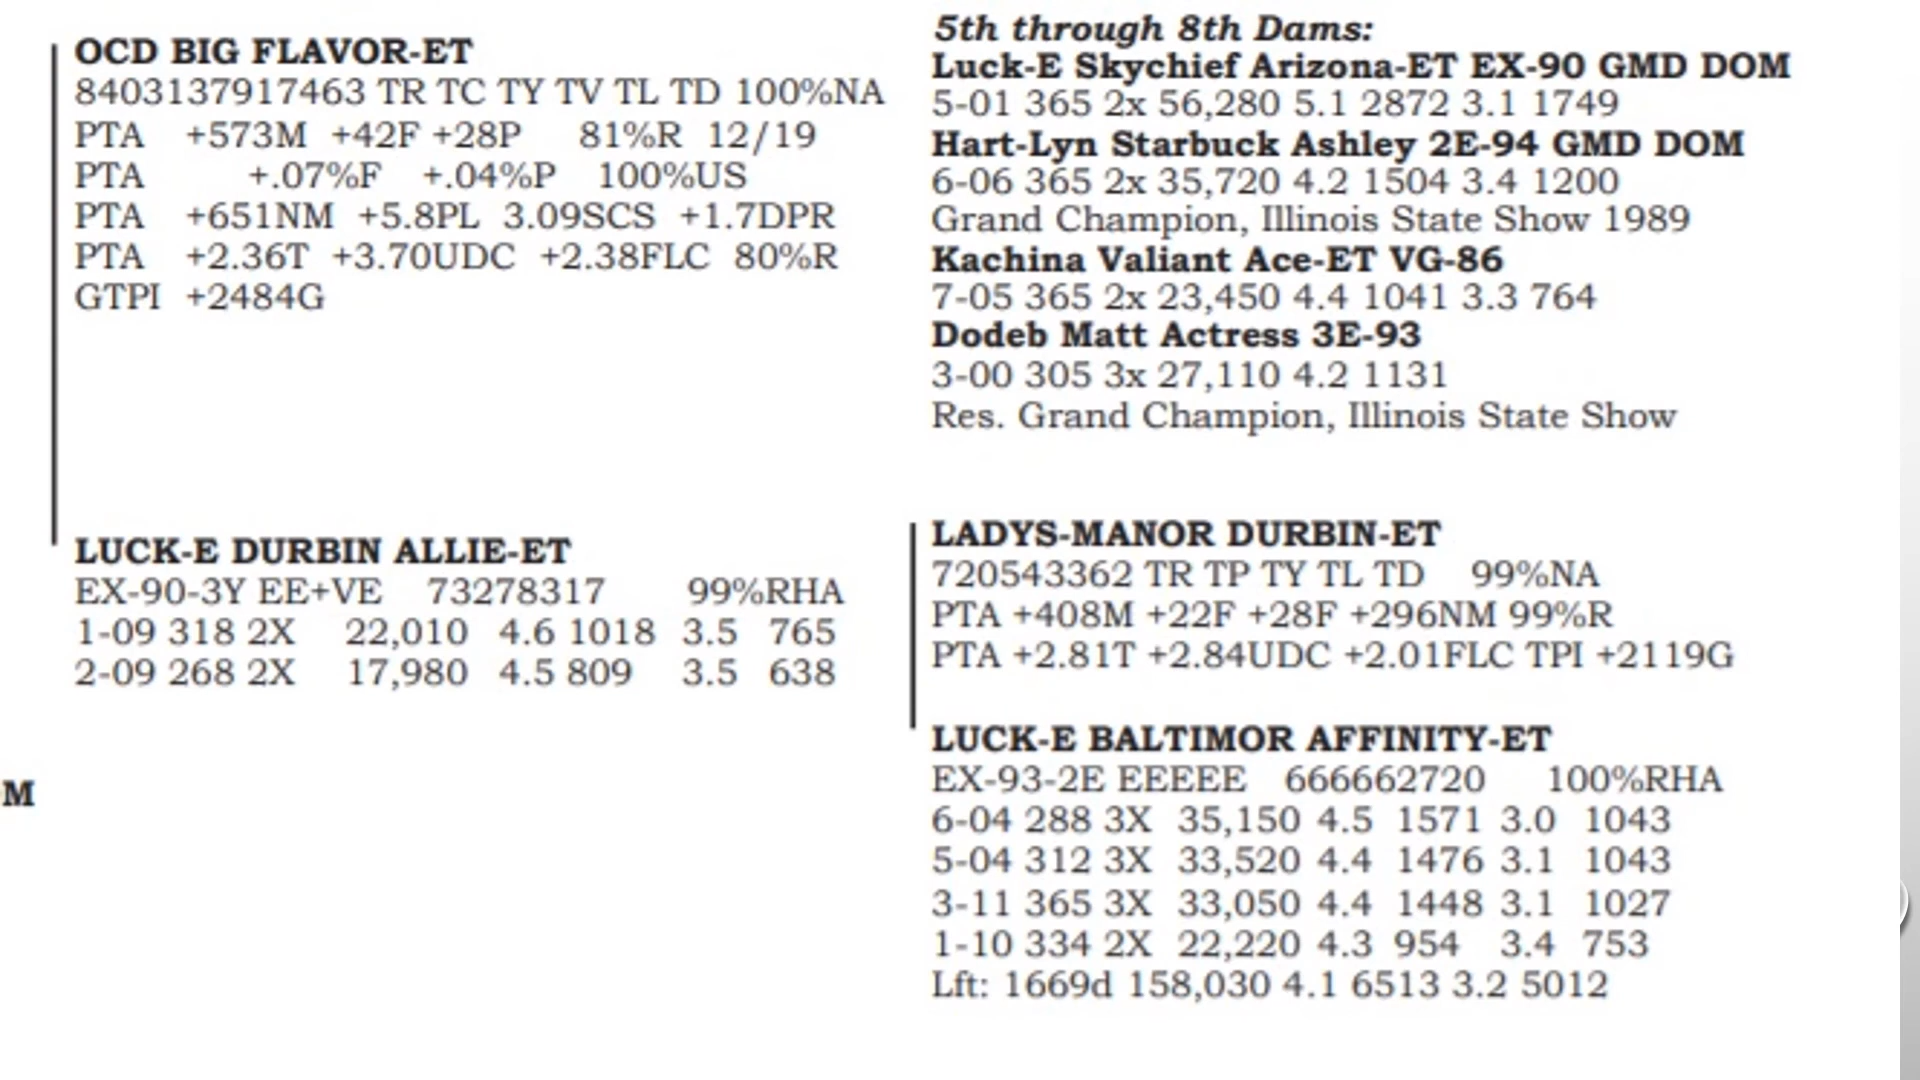 OCD BIG FLAVOR-ET
8403137917463 TR TC TY TV TL TD 100%NA
PTA +573M +42F +28P 81%R 12/19
PTA +.07%F +.04%P 100%US
PTA +651NM +5.8PL 3.09SCS +1.7DPR
PTA +2.36T +3.70UDC +2.38FLC 80%R
GTPI +2484G
LUCK-E DURBIN ALLIE-ET
EX-90-3Y EE+VE 73278317 99%RHA
1-09 318 2X 22,010 4.6 1018 3.5 765
2-09 268 2X 17,980 4.5 809 3.5 638
M
5th through 8th Dams:
Luck-E Skychief Arizona-ET EX-90 GMD DOM
5-01 365 2x 56,280 5.1 2872 3.1 1749
Hart-Lyn Starbuck Ashley 2E-94 GMD DOM
6-06 365 2x 35,720 4.2 1504 3.4 1200
Grand Champion, Illinois State Show 1989
Kachina Valiant Ace-ET VG-86
7-05 365 2x 23,450 4.4 1041 3.3 764
Dodeb Matt Actress 3E-93
3-00 305 3x 27,110 4.2 1131
Res. Grand Champion, Illinois State Show
LADYS-MANOR DURBIN-ET
720543362 TR TP TY TL TD 99%NA
PTA +408M +22F +28F +296NM 99%R
PTA +2.81T +2.84UDC +2.01FLC TPI +2119G
LUCK-E BALTIMOR AFFINITY-ET
EX-93-2E EEEEE 666662720 100%RHA
6-04 288 3X 35,150 4.5 1571 3.0 1043
5-04 312 3X 33,520 4.4 1476 3.1 1043
3-11 365 3X 33,050 4.4 1448 3.1 1027
1-10 334 2X 22,220 4.3 954 3.4 753
Lft: 1669d 158,030 4.1 6513 3.2 5012